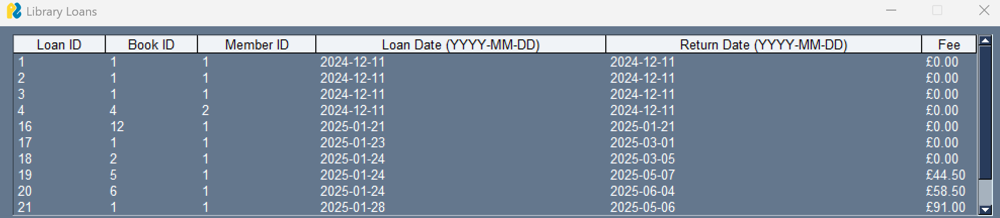 Library Loans
Loan ID Book ID Member ID Loan Date (YYYY-MM-DD) Return Date (YYYY-MM-DD) Fee
1 1 1 2024-12-11 2024-12-11 £0.00
2 1 1 2024-12-11 2024-12-11 £0.00
3 1 1 2024-12-11 2024-12-11 £0.00
4 4 2 2024-12-11 2024-12-11 £0.00
16 12 1 2025-01-21 2025-01-21 £0.00
17 1 1 2025-01-23 2025-03-01 £0.00
18 2 1 2025-01-24 2025-03-05 £0.00
19 5 1 2025-01-24 2025-05-07 £44.50
20 6 1 2025-01-24 2025-06-04 £58.50
21 1 1 2025-01-28 2025-05-06 £91.00